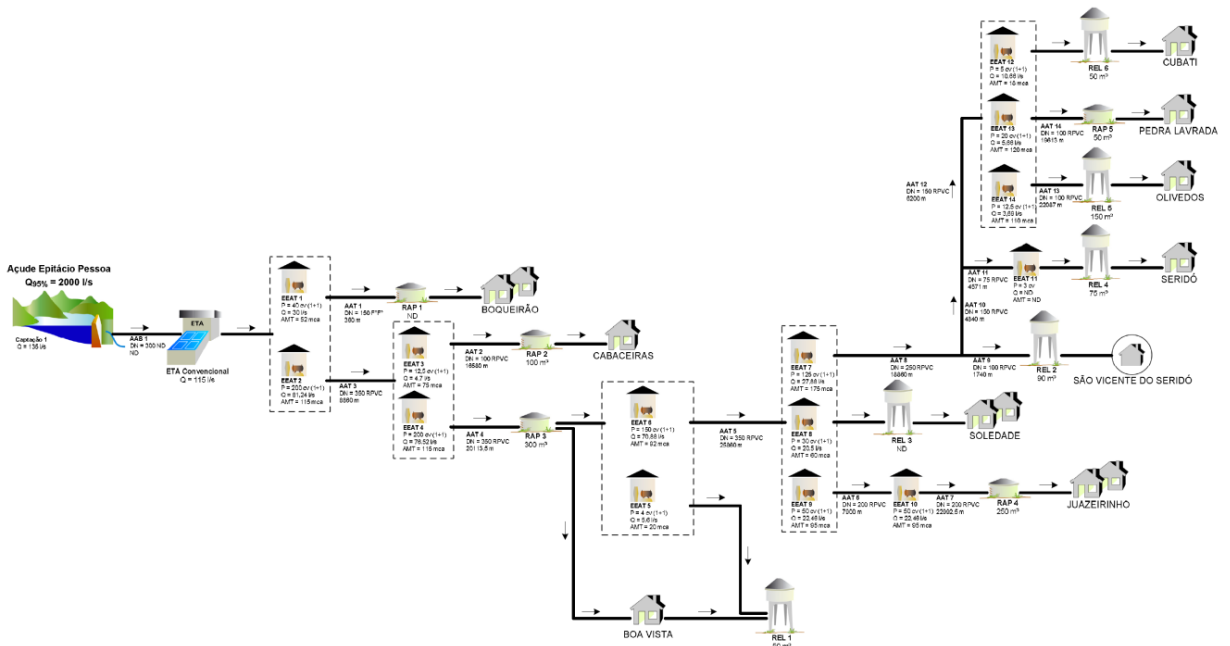 Açude Epitácio Pessoa
Q95% = 2000 l/s
Captação 1
Q = 135 l/s
AAB 1
DN = 300 ND
ND
ETA
ETA Convencional
Q = 115 l/s
EEAT 1
P = 40 cv (1+1)
Q = 30 l/s
AMT = 52 mca
AAT 1
DN = 150 FºFº
RAP 1
ND
BOQUEIRÃO
EEAT 2
P = 200 cv (1+1)
Q = 81,24 l/s
AMT = 115 mca
AAT 3
DN = 350 RPVC
EEAT 3
P = 12,5 cv (1+1)
Q = 4,7 l/s
AMT = 75 mca
AAT 2
DN = 100 RPVC
RAP 2
100 m³
CABACEIRAS
EEAT 4
P = 200 cv (1+1)
Q = 76,52 l/s
AMT = 115 mca
AAT 4
DN = 350 RPVC
20113,5 m
RAP 3
300 m³
EEAT 6
P = 150 cv (1+1)
AMT = 92 mca
EEAT 5
P = 4 cv (1+1)
AMT = 20 mca
BOA VISTA
REL 1
AAT 5
DN = 350 RPVC
EEAT 7
P = 125 cv (1+1)
AMT = 175 mca
EEAT 8
P = 30 cv (1+1)
Q = 20,5 l/s
AMT = 60 mca
EEAT 9
P = 50 cv (1+1)
Q = 22,46 l/s
AMT = 95 mca
DN = 250 RPVC
AAT 9
1740 m
REL 2
90 m³
SÃO VICENTE DO SERIDÓ
REL 3
ND
SOLEDADE
AAT 6
DN = 200 RPVC
EEAT 10
P = 50 cv (1+1)
Q = 22,46 l/s
AMT = 95 mca
AAT 7
DN = 200 RPVC
RAP 4
250 m³
JUAZEIRINHO
AAT 10
DN = 150 RPVC
4340 m
AAT 11
DN = 75 RPVC
4571 m
EEAT 11
P = 3 cv
Q = ND
AMT = ND
REL 4
75 m³
SERIDÓ
AAT 12
DN = 150 RPVC
6200 m
EEAT 12
P = 5 cv (1+1)
AMT = 18 mca
REL 6
50 m³
CUBATI
EEAT 13
P = 20 cv (1+1)
AMT = 120 mca
AAT 14
DN = 100 RPVC
RAP 5
50 m³
PEDRA LAVRADA
EEAT 14
P = 12,5 cv (1+1)
AMT = 118 mca
AAT 13
DN = 100 RPVC
22087 m
REL 5
150 m³
OLIVEDOS